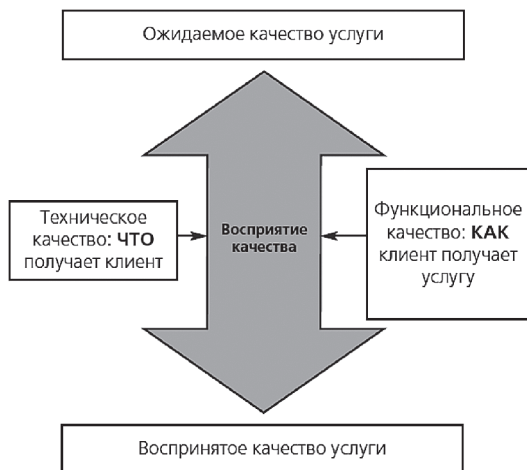 Ожидаемое качество услуги
Техническое
качество: ЧТО
получает клиент
Восприятие
качества
Функциональное
качество: КАК
клиент получает
услугу
Воспринятое качество услуги